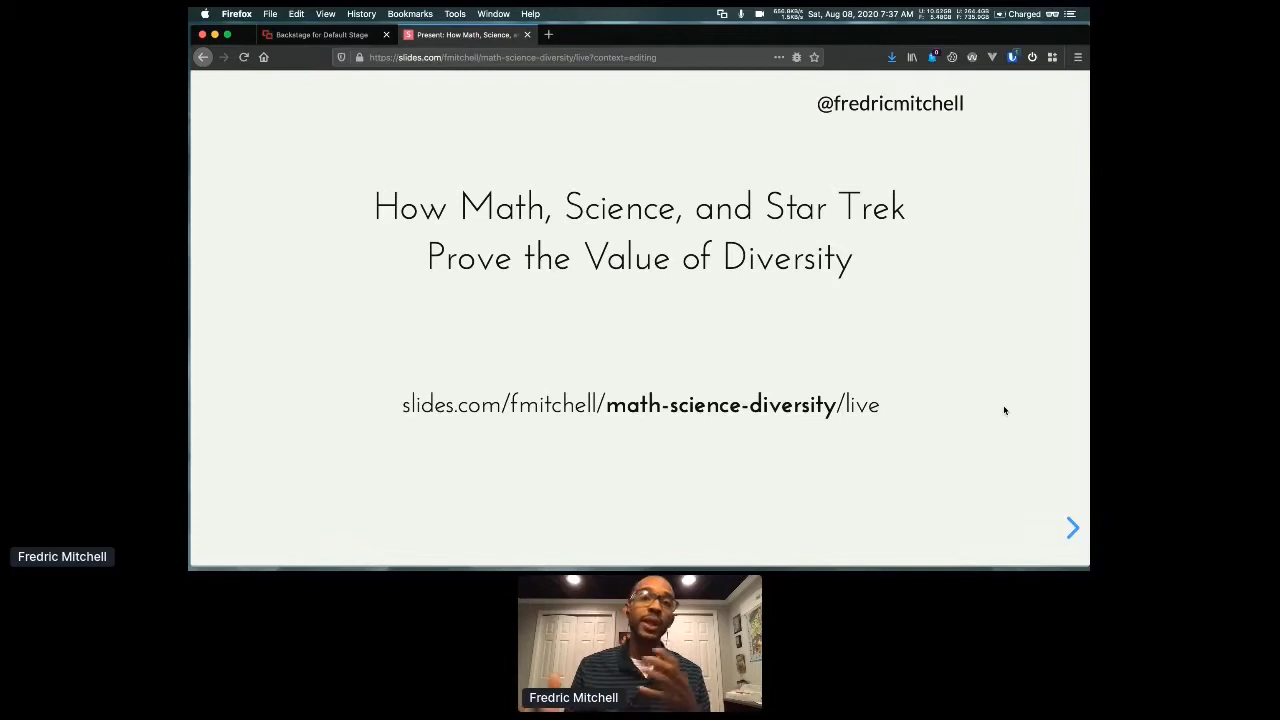 Firefox File Edit View History Bookmarks Tools Window Help
Sat, Aug 08, 2020 7:37 AM
Charged
Backstage for Default Stage
Present: How Math, Science,
https://slides.com/fmitchell/math-science-diversity/live?context=editing
@fredricmitchell
How Math, Science, and Star Trek
Prove the Value of Diversity
slides.com/fmitchell/math-science-diversity/live
Fredric Mitchell
Fredric Mitchell